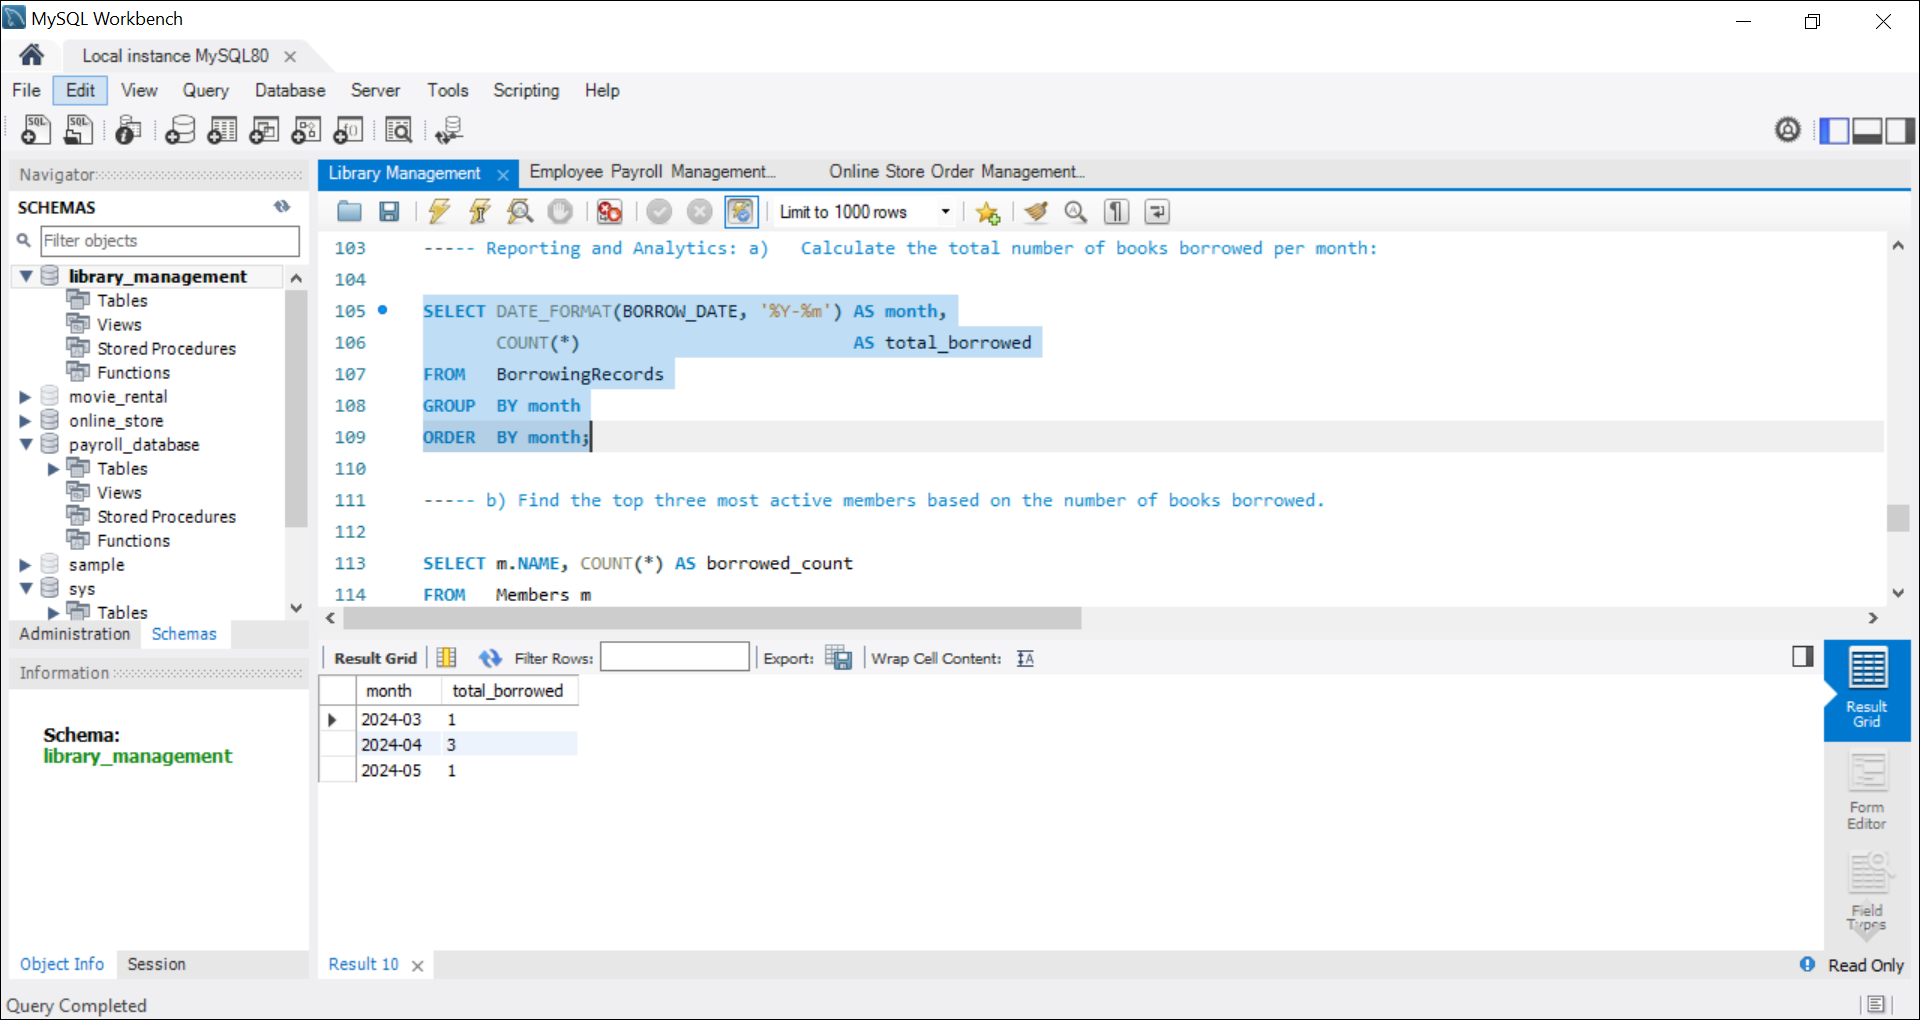 MySQL Workbench
Local instance MySQL80
File Edit View Query Database Server Tools Scripting Help
Navigator
SCHEMAS
Filter objects
library_management
Tables
Views
Stored Procedures
Functions
movie_rental
online_store
payroll_database
Tables
Views
Stored Procedures
Functions
sample
sys
Tables
Administration Schemas
Information
Schema:
library_management
Object Info Session
Query Completed
Library Management Employee Payroll Management... Online Store Order Management...
Limit to 1000 rows
103 ----- Reporting and Analytics: a) Calculate the total number of books borrowed per month:
104
105 SELECT DATE_FORMAT(BORROW_DATE, '%Y-%m') AS month,
106 COUNT(*) AS total_borrowed
107 FROM BorrowingRecords
108 GROUP BY month
109 ORDER BY month;
110
111 ----- b) Find the top three most active members based on the number of books borrowed.
112
113 SELECT m.NAME, COUNT(*) AS borrowed_count
114 FROM Members m
Result Grid Filter Rows: Export: Wrap Cell Content:
month total_borrowed
2024-03 1
2024-04 3
2024-05 1
Result
Grid
Form
Editor
Field
Types
Result 10
Read Only